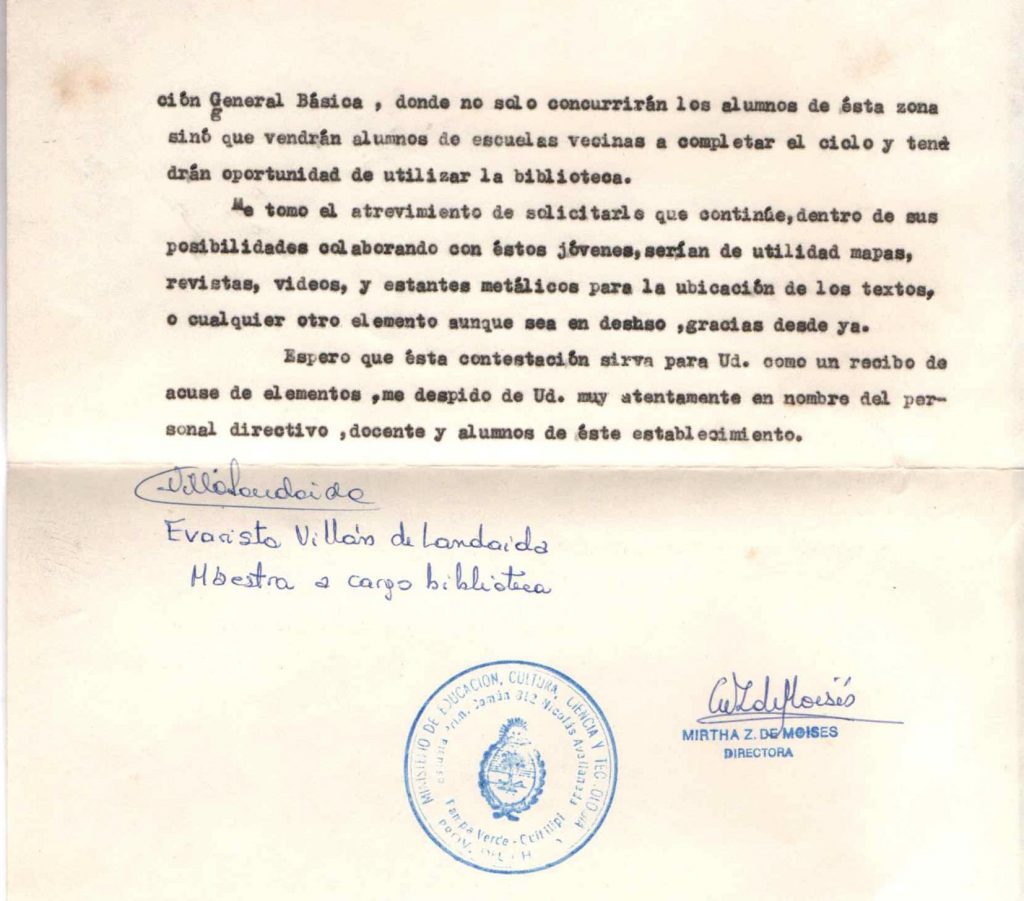 ción General Básica , donde no solo concurrirán los alumnos de ésta zona
sinó que vendrán alumnos de escuelas vecinas a completar el ciclo y tend
drán oportunidad de utilizar la biblioteca.
Me tomo el atrevimiento de solicitarle que continúe,dentro de sus
posibilidades colaborando con éstos jóvenes,serían de utilidad mapas,
revistas, videos, y estantes metálicos para la ubicación de los textos,
o cualquier otro elemento aunque sea en deshso ,gracias desde ya.
Espero que ésta contestación sirva para Ud. como un recibo de
acuse de elementos ,me despido de Ud. muy atentamente en nombre del per-
sonal directivo ,docente y alumnos de éste establecimiento.
Evarista Villán de Landaida
Maestra a cargo biblioteca
MINISTERIO DE EDUCACION, CULTURA, CIENCIA Y
Común 812 Nicolás Avellaneda
Pampa Verde -
MIRTHA Z. DE MOISES
DIRECTORA